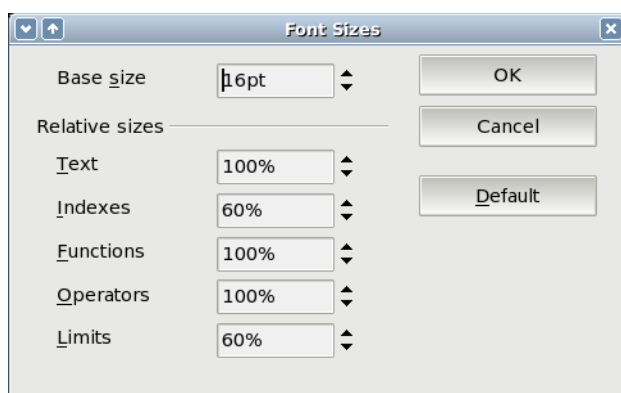 Font Sizes
Base size 16pt OK
Relative sizes Cancel
Text 100%
Default
Indexes 60%
Functions 100%
Operators 100%
Limits 60%